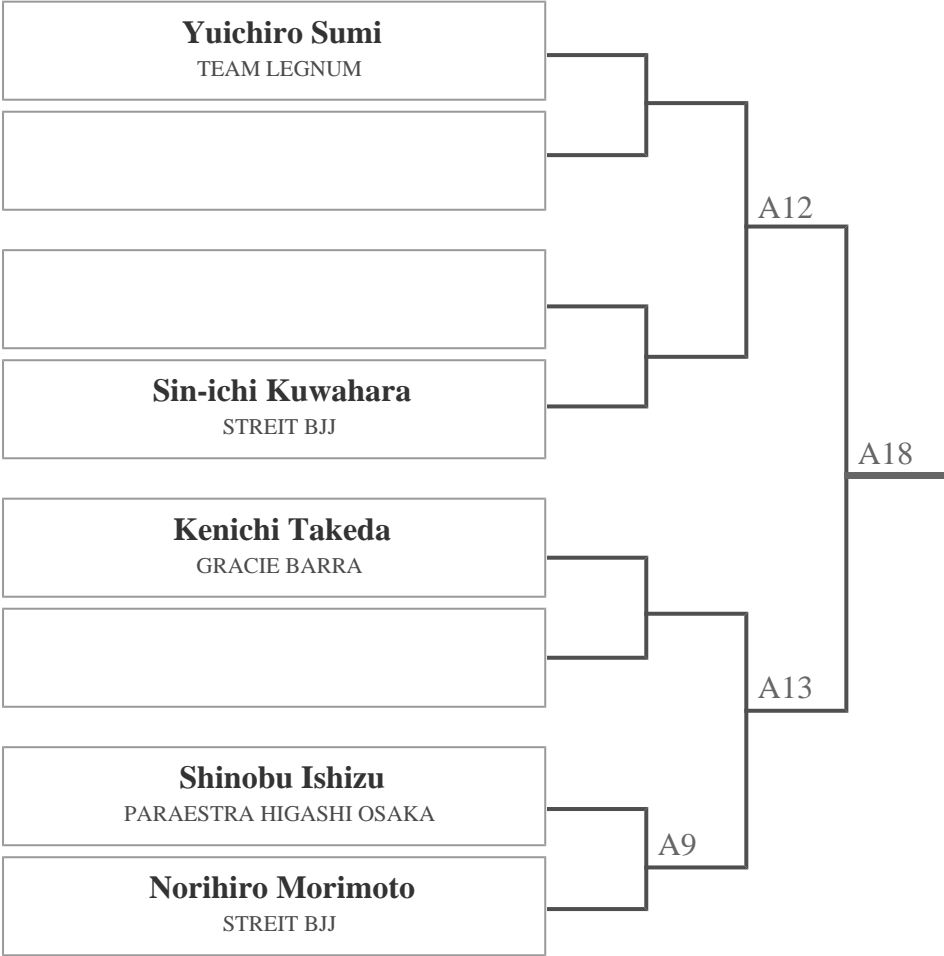 Yuichiro Sumi
TEAM LEGNUM
A12
Sin-ichi Kuwahara
STREIT BJJ
A18
Kenichi Takeda
GRACIE BARRA
A13
Shinobu Ishizu
PARAESTRA HIGASHI OSAKA
A9
Norihiro Morimoto
STREIT BJJ